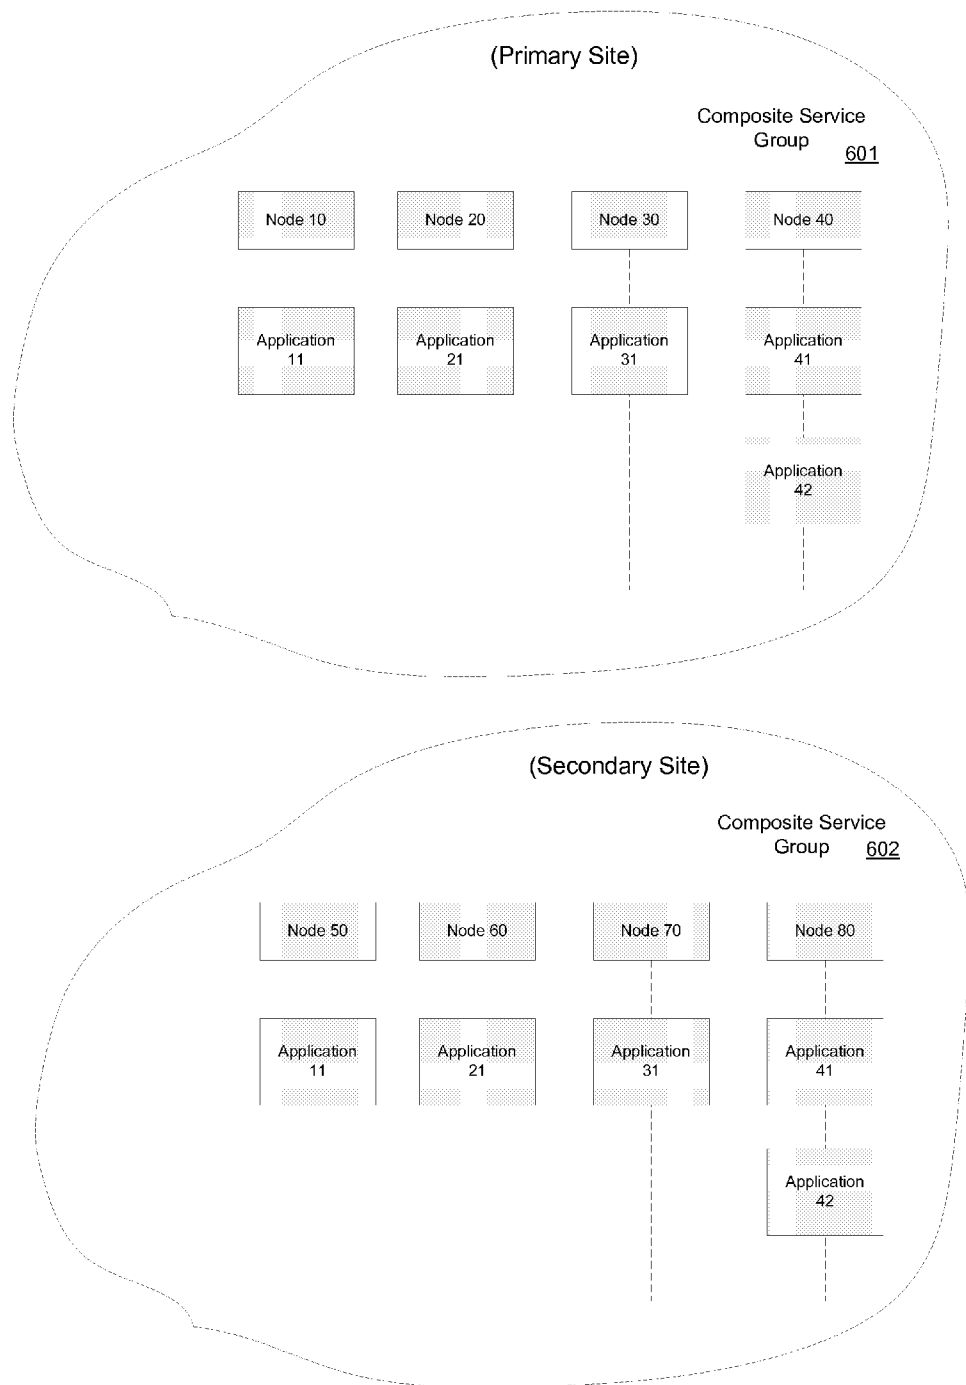 (Primary Site)
Composite Service
Group 601
Node 10 Node 20 Node 30 Node 40
Application Application Application Application
11 21 31 41
Application
42
(Secondary Site)
Composite Service
Group 602
Node 50 Node 60 Node 70 Node 80
Application Application Application Application
11 21 31 41
Application
42